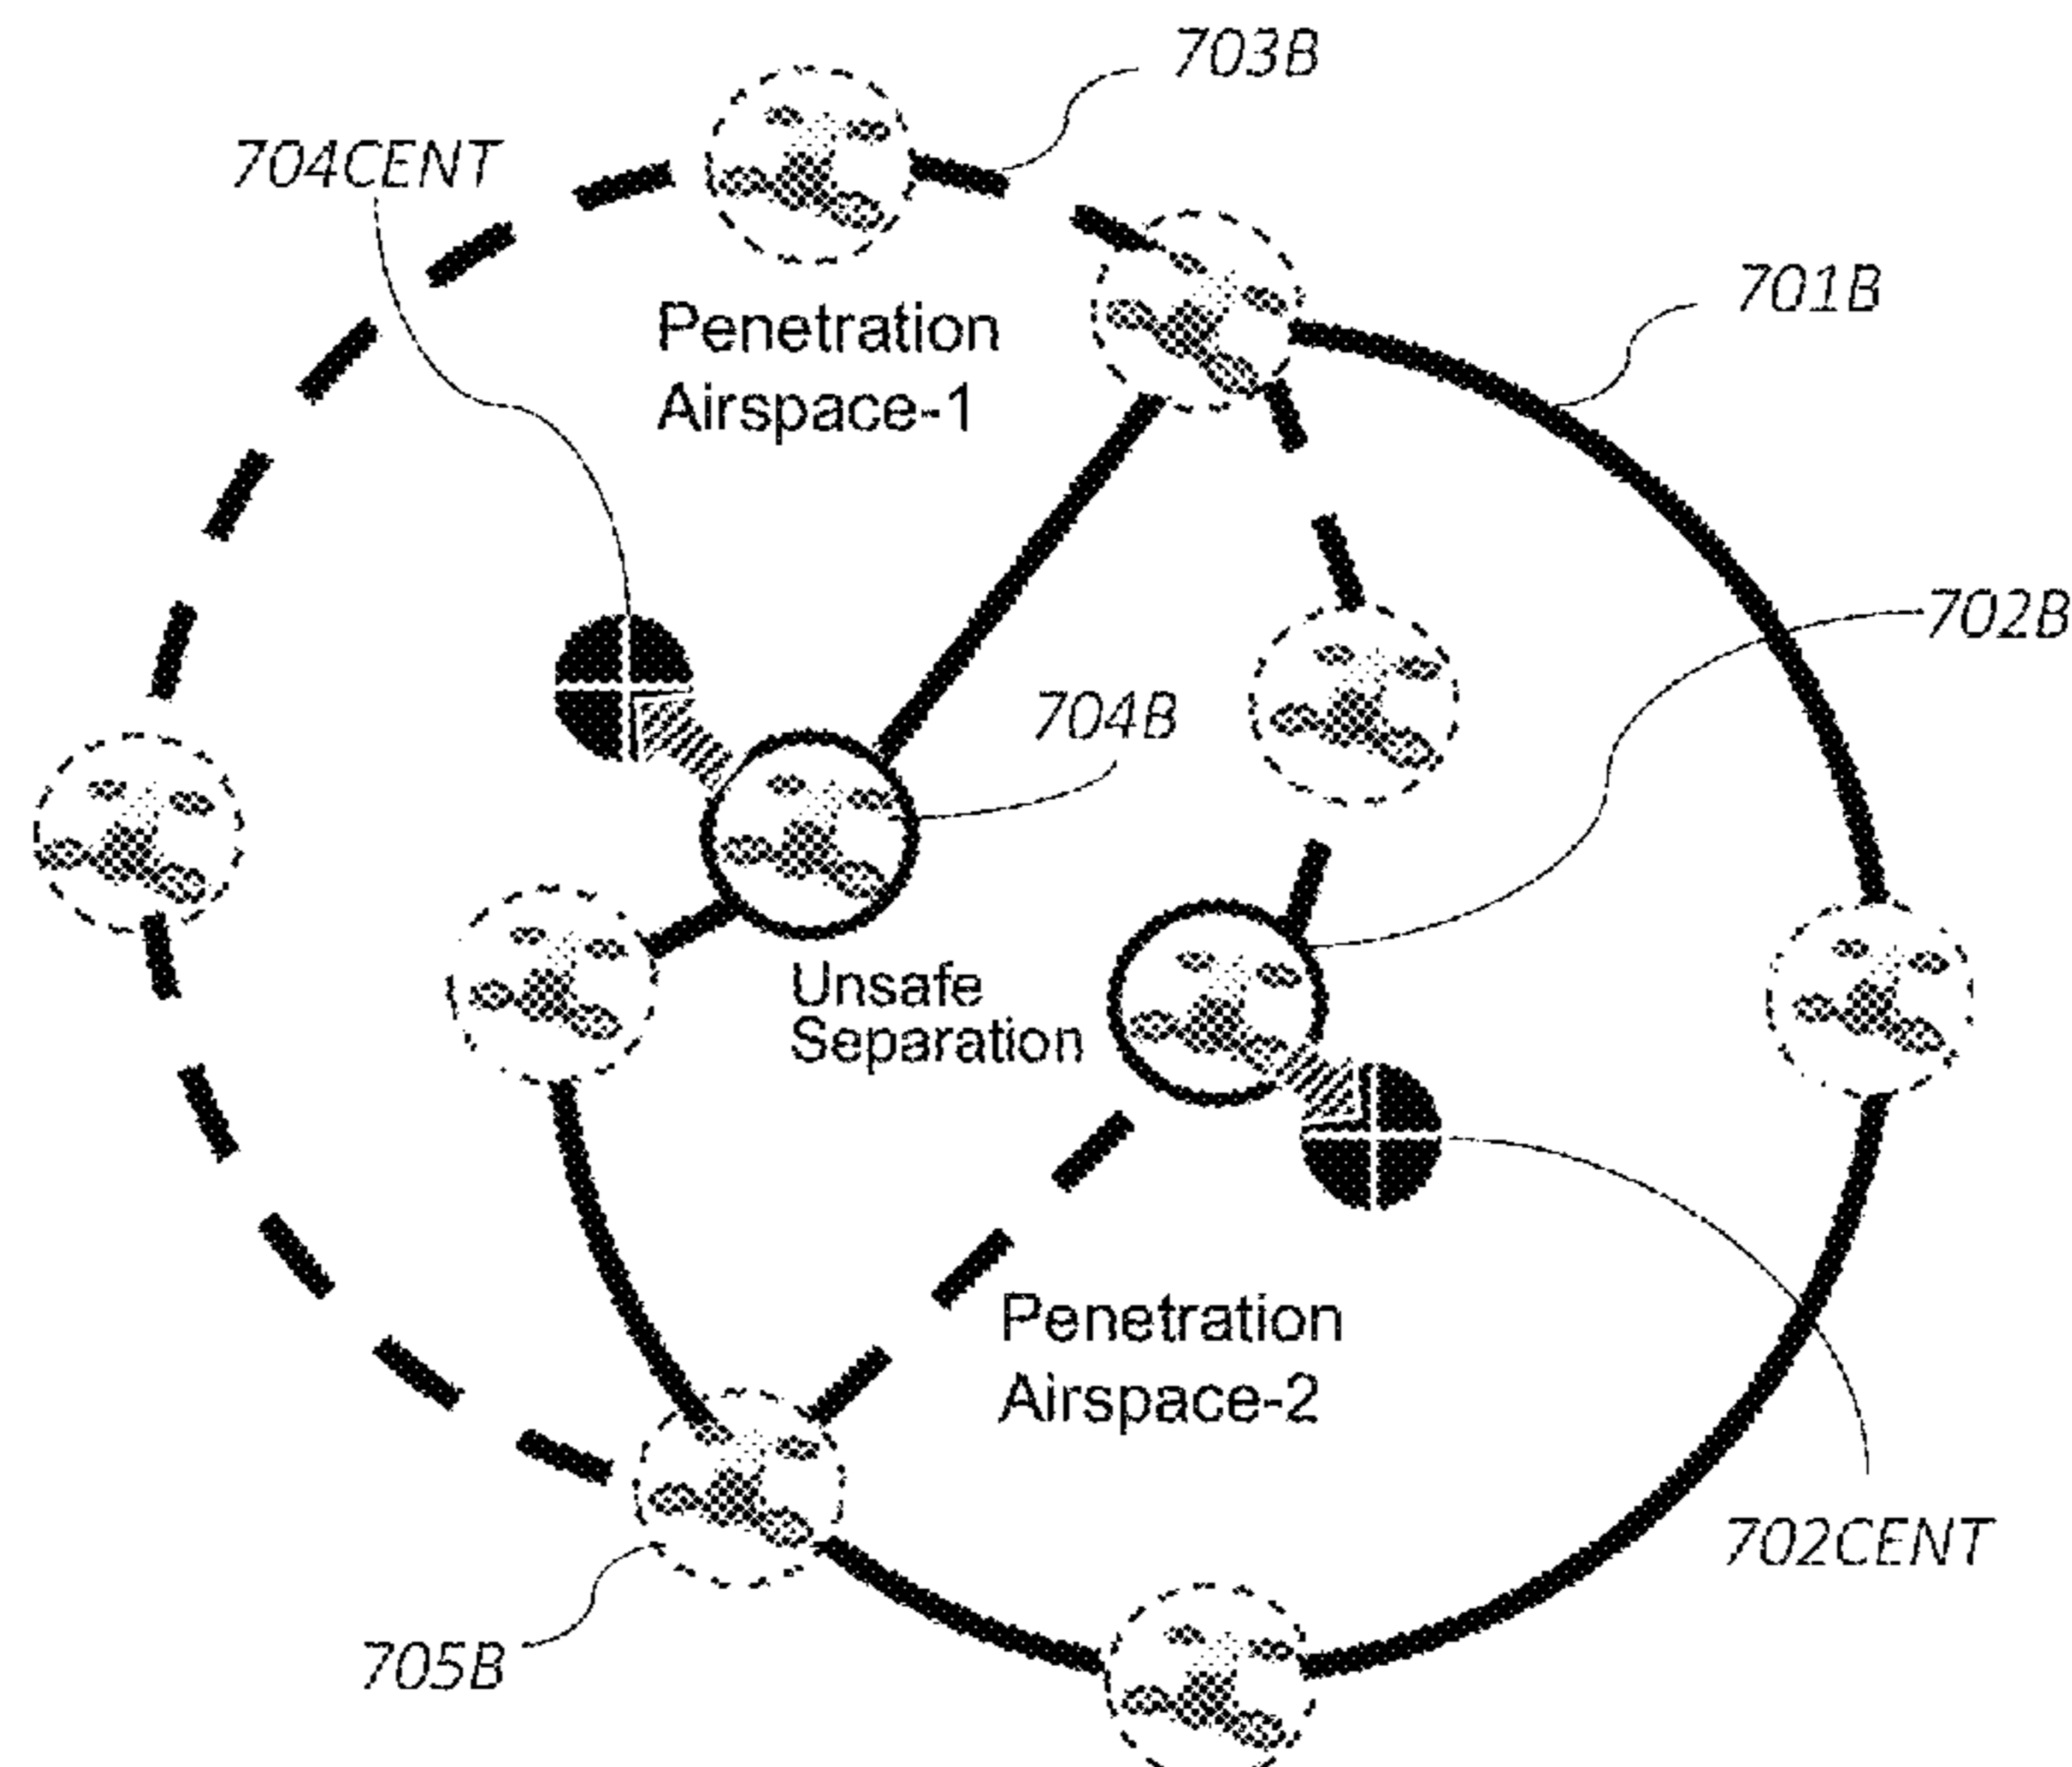 703B
704CENT
701B
Penetration
Airspace-1
702B
704B
Unsafe
Separation
Penetration
Airspace-2
702CENT
705B